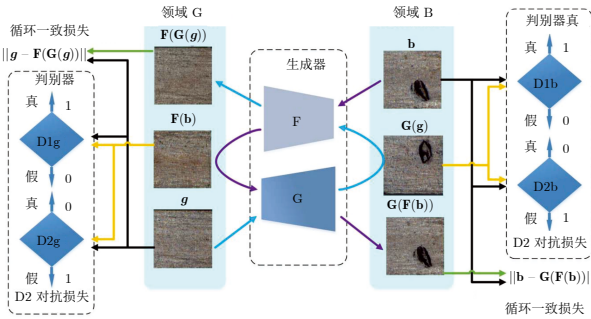 循环一致损失
||g – F(G(g))||
判别器
真 1
D1g
假 0
真 0
D2g
假 1
D2 对抗损失
领域 G
F(G(g))
F(b)
g
生成器
F
G
领域 B
b
G(g)
G(F(b))
判别器真
1
D1b
假 0
真 0
D2b
假 1
D2 对抗损失
||b – G(F(b))|
循环一致损失